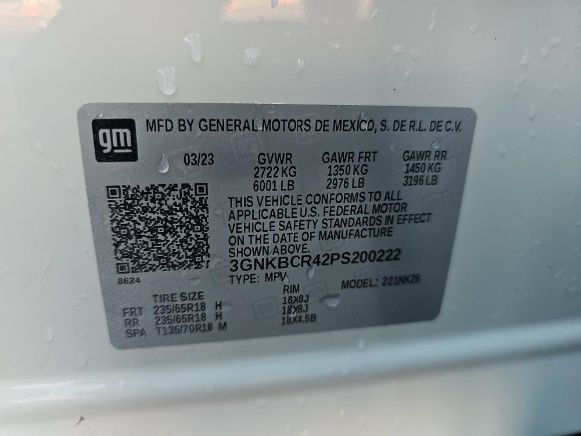 gm
MFD BY GENERAL MOTORS DE MEXICO, S. DE R.L. DE C.V.
03/23 GVWR GAWR FRT GAWR RR
2722 KG 1350 KG 1450 KG
6001 LB 2976 LB 3196 LB
THIS VEHICLE CONFORMS TO ALL
APPLICABLE U.S. FEDERAL MOTOR
VEHICLE SAFETY STANDARDS IN EFFECT
ON THE DATE OF MANUFACTURE
SHOWN ABOVE.
3GNKBCR42PS200222
8624 TYPE: MPV MODEL: 221NK26
TIRE SIZE RIM
FRT 235/65R18 H 18X8J
RR 235/65R18 H 18X8J
SPA T135/70R18 M 18X4.5B